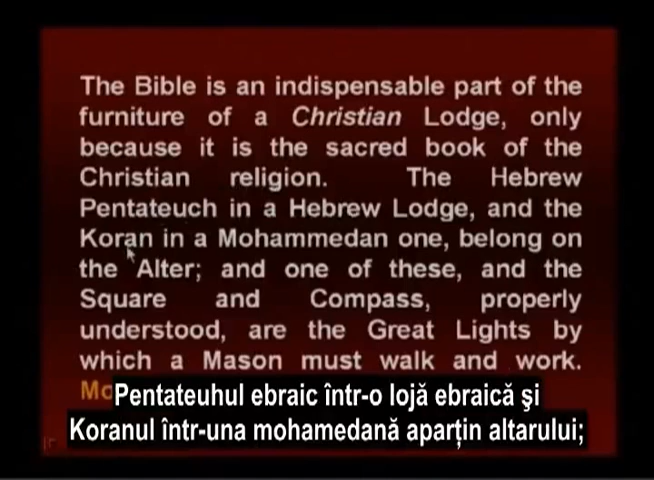 The Bible is an indispensable part of the
furniture of a Christian Lodge, only
because it is the sacred book of the
Christian religion. The Hebrew
Pentateuch in a Hebrew Lodge, and the
Koran in a Mohammedan one, belong on
the Alter; and one of these, and the
Square and Compass, properly
understood, are the Great Lights by
which a Mason must walk and work.
Pentateuhul ebraic într-o lojă ebraică şi
Koranul într-una mohamedană aparţin altarului;